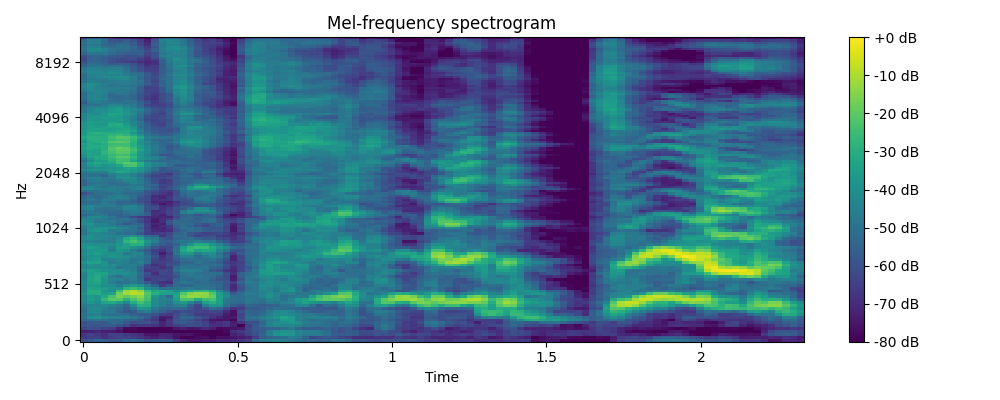 Mel-frequency spectrogram
Hz
8192
4096
2048
1024
512
0
0
0.5
1
1.5
2
Time
+0 dB
-10 dB
-20 dB
-30 dB
-40 dB
-50 dB
-60 dB
-70 dB
-80 dB